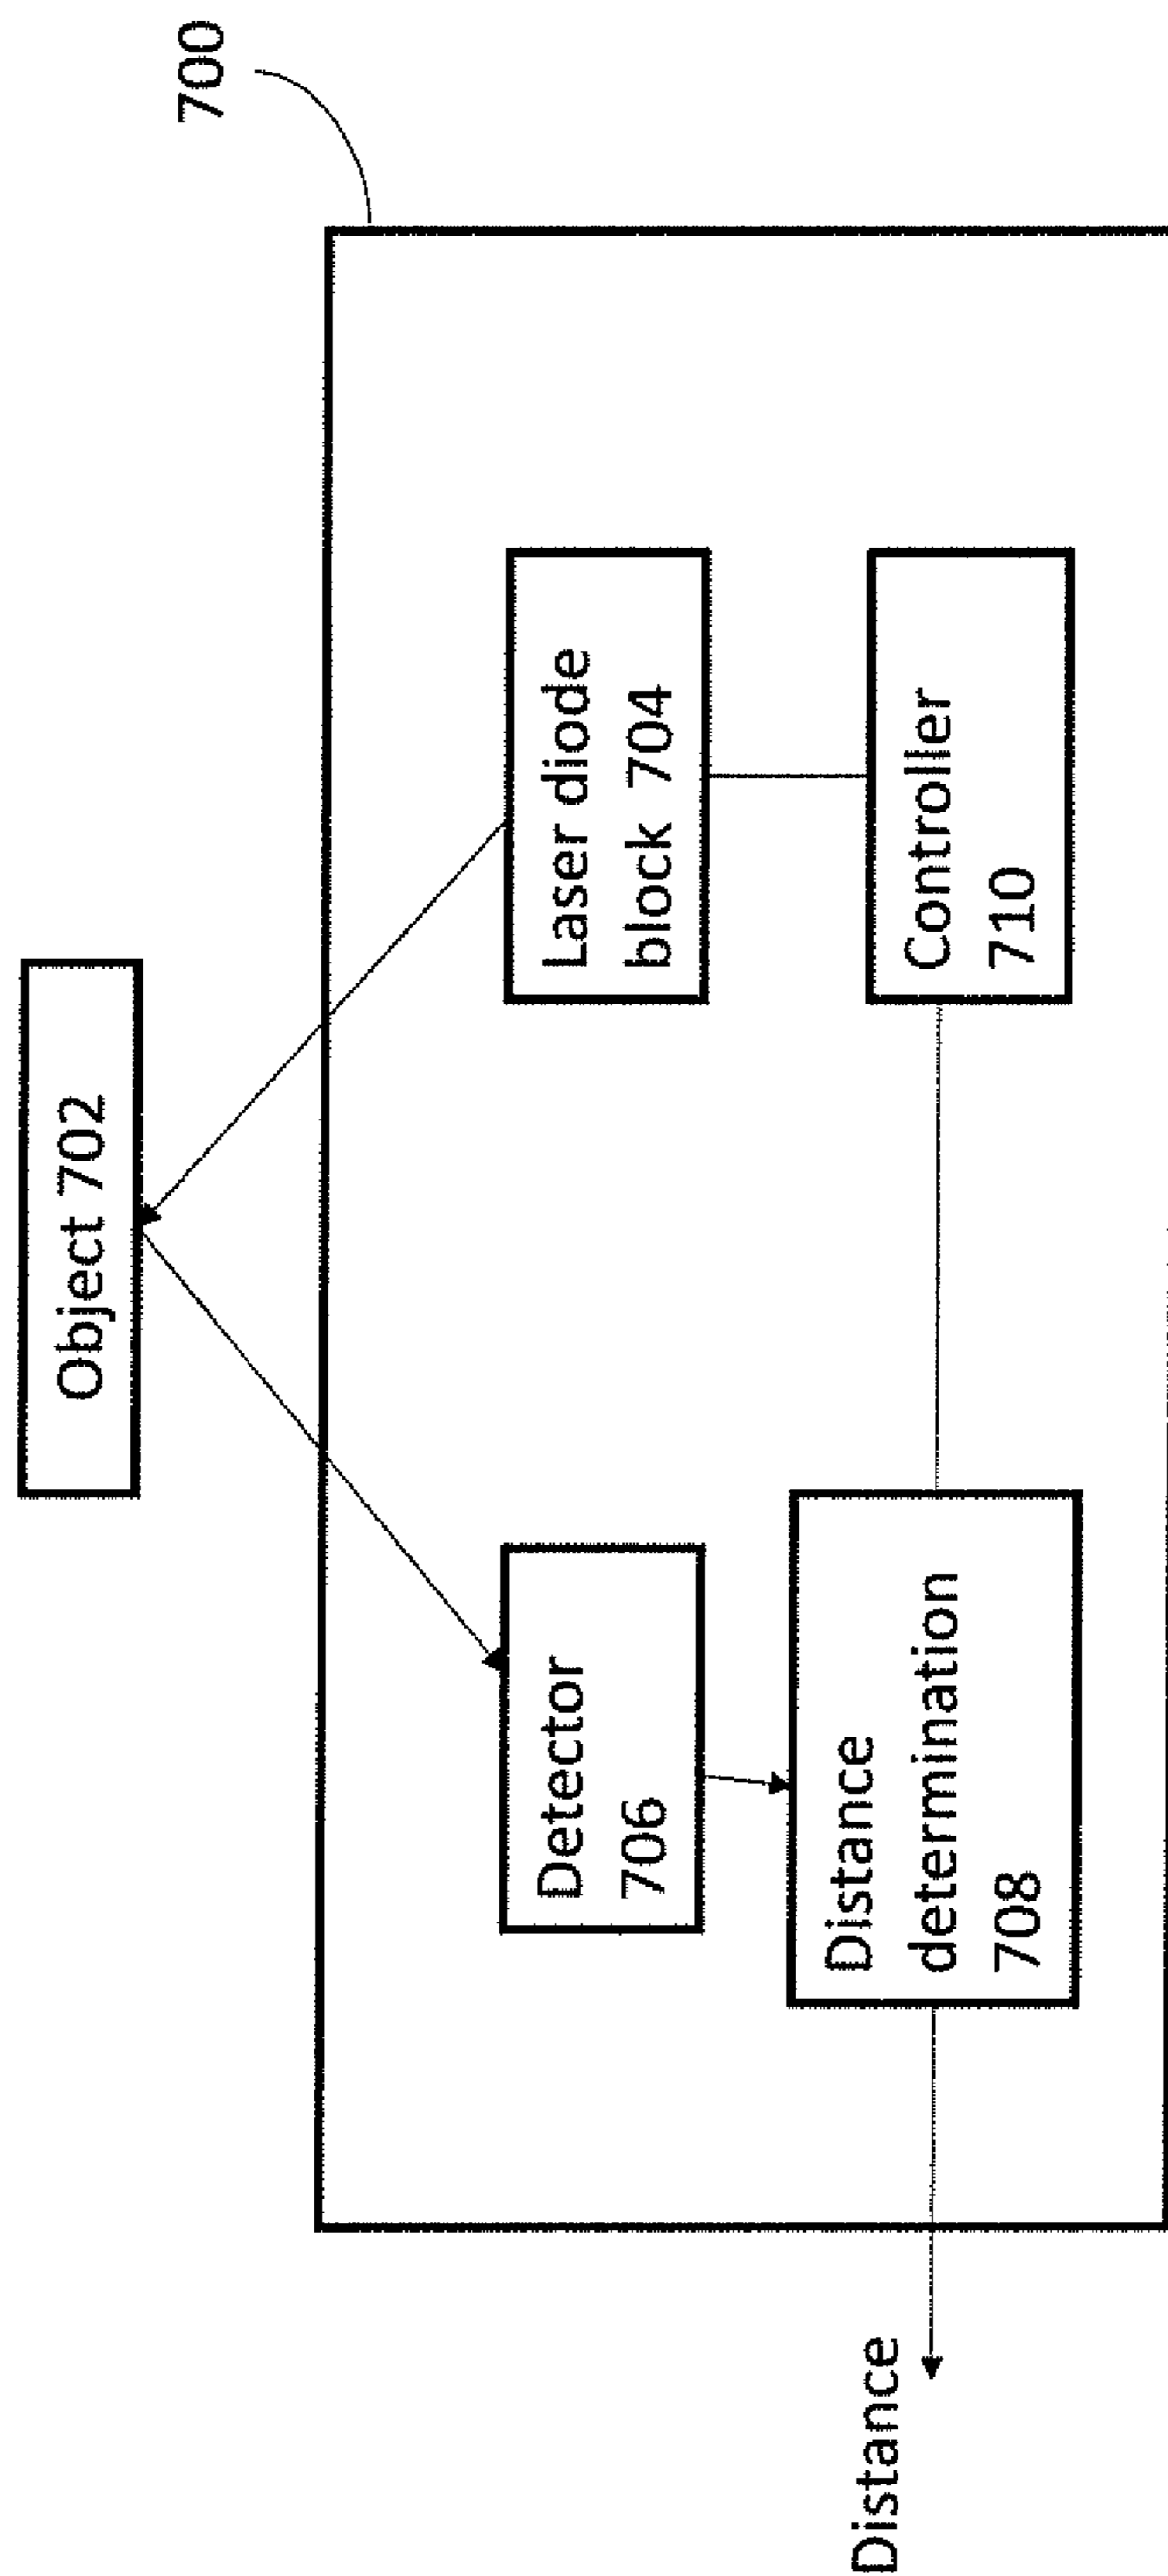 700
Object 702
Detector
706
Laser diode
block 704
Distance
determination
708
Controller
710
Distance